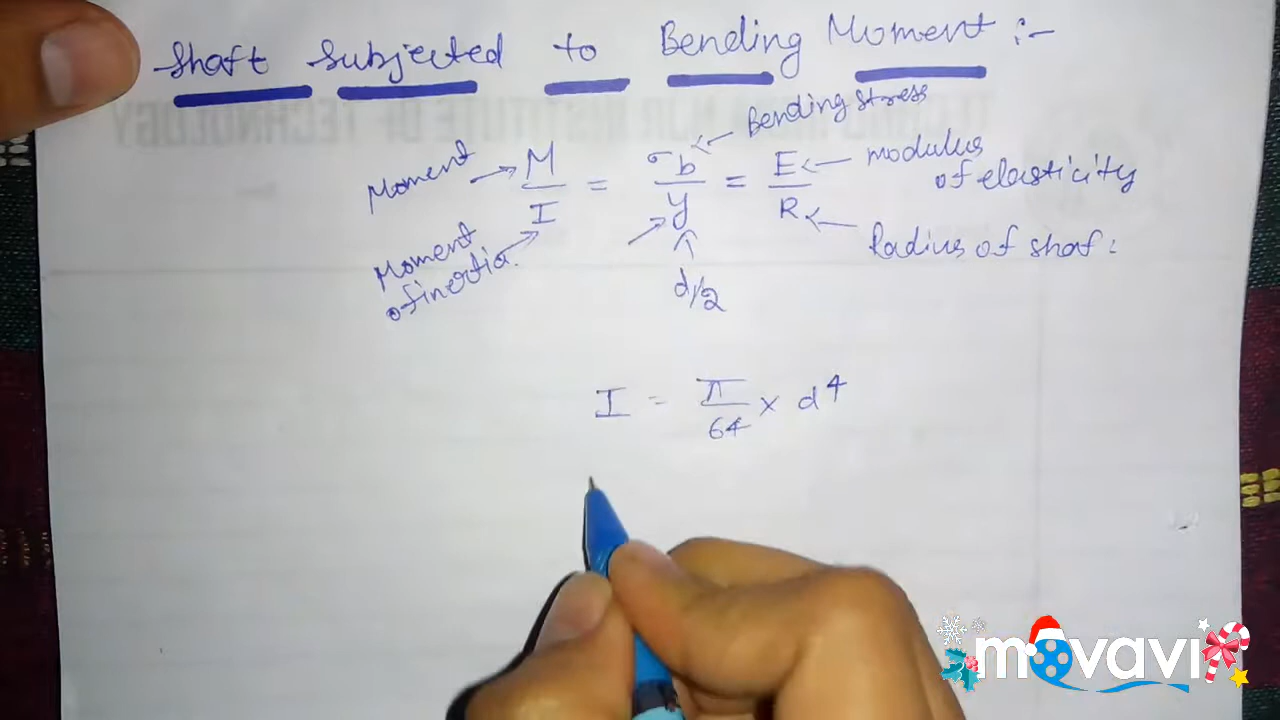 Shaft Subjected to Bending Moment :-
Bending stress
Moment → M/I = σb/y = E/R ← modulus of elasticity
Moment of inertia.
d/2
Radius of shaf
I = π/64 × d⁴
movavi